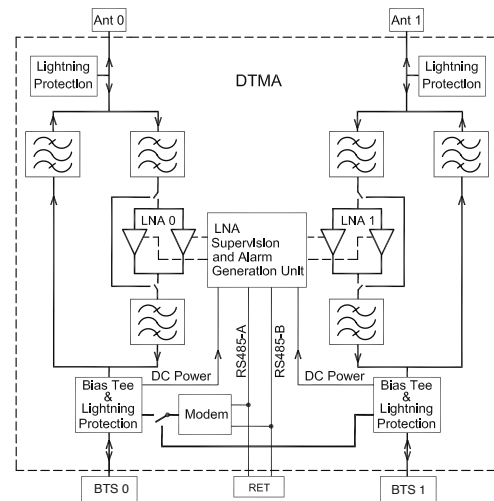 Ant 0
Ant 1
Lightning
Protection
DTMA
Lightning
Protection
LNA 0
LNA
Supervision
and Alarm
Generation
Unit
LNA 1
DC Power
RS485-A
RS485-B
DC Power
Bias Tee
&
Lightning
Protection
Modem
Bias Tee
&
Lightning
Protection
BTS 0
RET
BTS 1